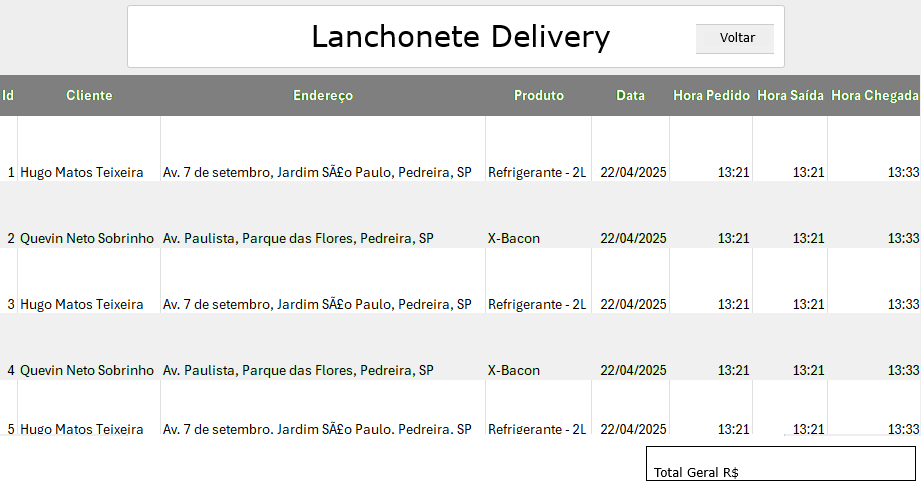 Lanchonete Delivery
Voltar
Id Cliente Endereço Produto Data Hora Pedido Hora Saída Hora Chegada
1 Hugo Matos Teixeira Av. 7 de setembro, Jardim SÃ£o Paulo, Pedreira, SP Refrigerante - 2L 22/04/2025 13:21 13:21 13:33
2 Quevin Neto Sobrinho Av. Paulista, Parque das Flores, Pedreira, SP X-Bacon 22/04/2025 13:21 13:21 13:33
3 Hugo Matos Teixeira Av. 7 de setembro, Jardim SÃ£o Paulo, Pedreira, SP Refrigerante - 2L 22/04/2025 13:21 13:21 13:33
4 Quevin Neto Sobrinho Av. Paulista, Parque das Flores, Pedreira, SP X-Bacon 22/04/2025 13:21 13:21 13:33
5 Hugo Matos Teixeira Av. 7 de setembro, Jardim SÃ£o Paulo, Pedreira, SP Refrigerante - 2L 22/04/2025 13:21 13:21 13:33
Total Geral R$